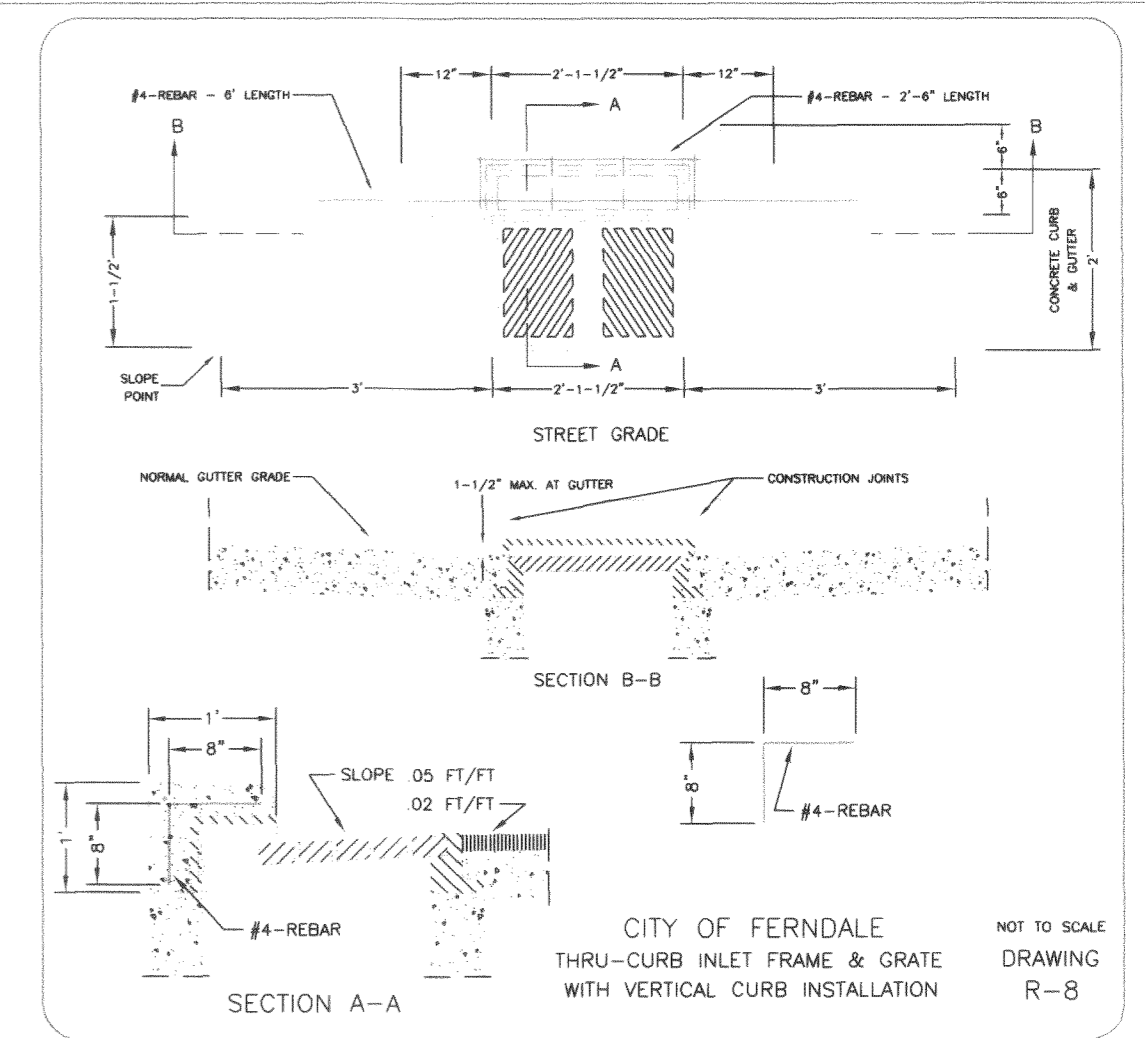 12" 2'-1-1/2" 12"
#4-REBAR - 6' LENGTH
A
#4-REBAR - 2'-6" LENGTH
B
B
6"
6"
1-1/2'
CONCRETE CURB
& GUTTER
2'
SLOPE
POINT
A
3' 2'-1-1/2" 3'
STREET GRADE
NORMAL GUTTER GRADE
1-1/2" MAX. AT GUTTER
CONSTRUCTION JOINTS
SECTION B-B
8"
8"
#4-REBAR
1'
8"
SLOPE .05 FT/FT
.02 FT/FT
1'
8"
#4-REBAR
SECTION A-A
CITY OF FERNDALE
THRU-CURB INLET FRAME & GRATE
WITH VERTICAL CURB INSTALLATION
NOT TO SCALE
DRAWING
R-8